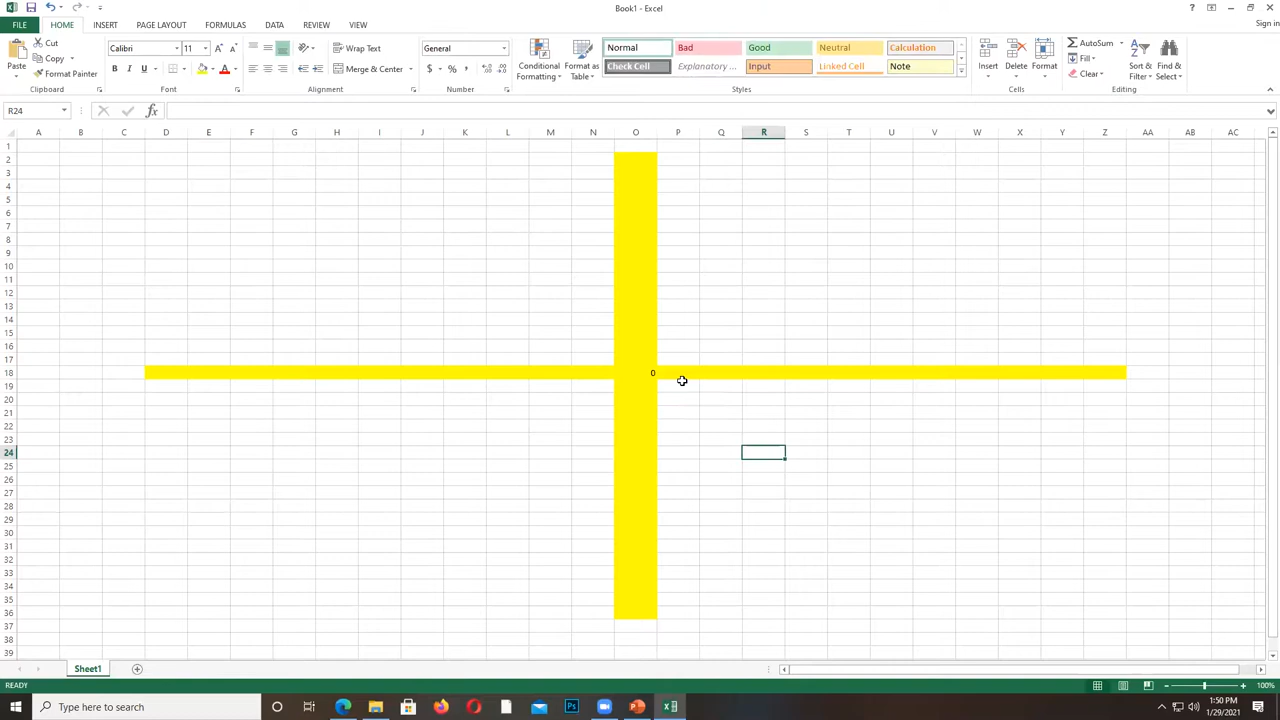 Book1 - Excel
Sign in
FILE HOME INSERT PAGE LAYOUT FORMULAS DATA REVIEW VIEW
Paste
Cut
Copy
Format Painter
Clipboard
Calibri 11
B I U
Font
Wrap Text
Merge & Center
Alignment
General
$ % ,
Number
Conditional
Formatting
Format as
Table
Normal Bad Good Neutral Calculation
Check Cell Explanatory ... Input Linked Cell Note
Styles
Insert Delete Format
Cells
AutoSum
Fill
Clear
Sort &
Filter
Find &
Select
Editing
R24
fx
A B C D E F G H I J K L M N O P Q R S T U V W X Y Z AA AB AC
1
2
3
4
5
6
7
8
9
10
11
12
13
14
15
16
17
18 0
19
20
21
22
23
24
25
26
27
28
29
30
31
32
33
34
35
36
37
38
39
Sheet1
READY
100%
Type here to search
1:50 PM
1/29/2021